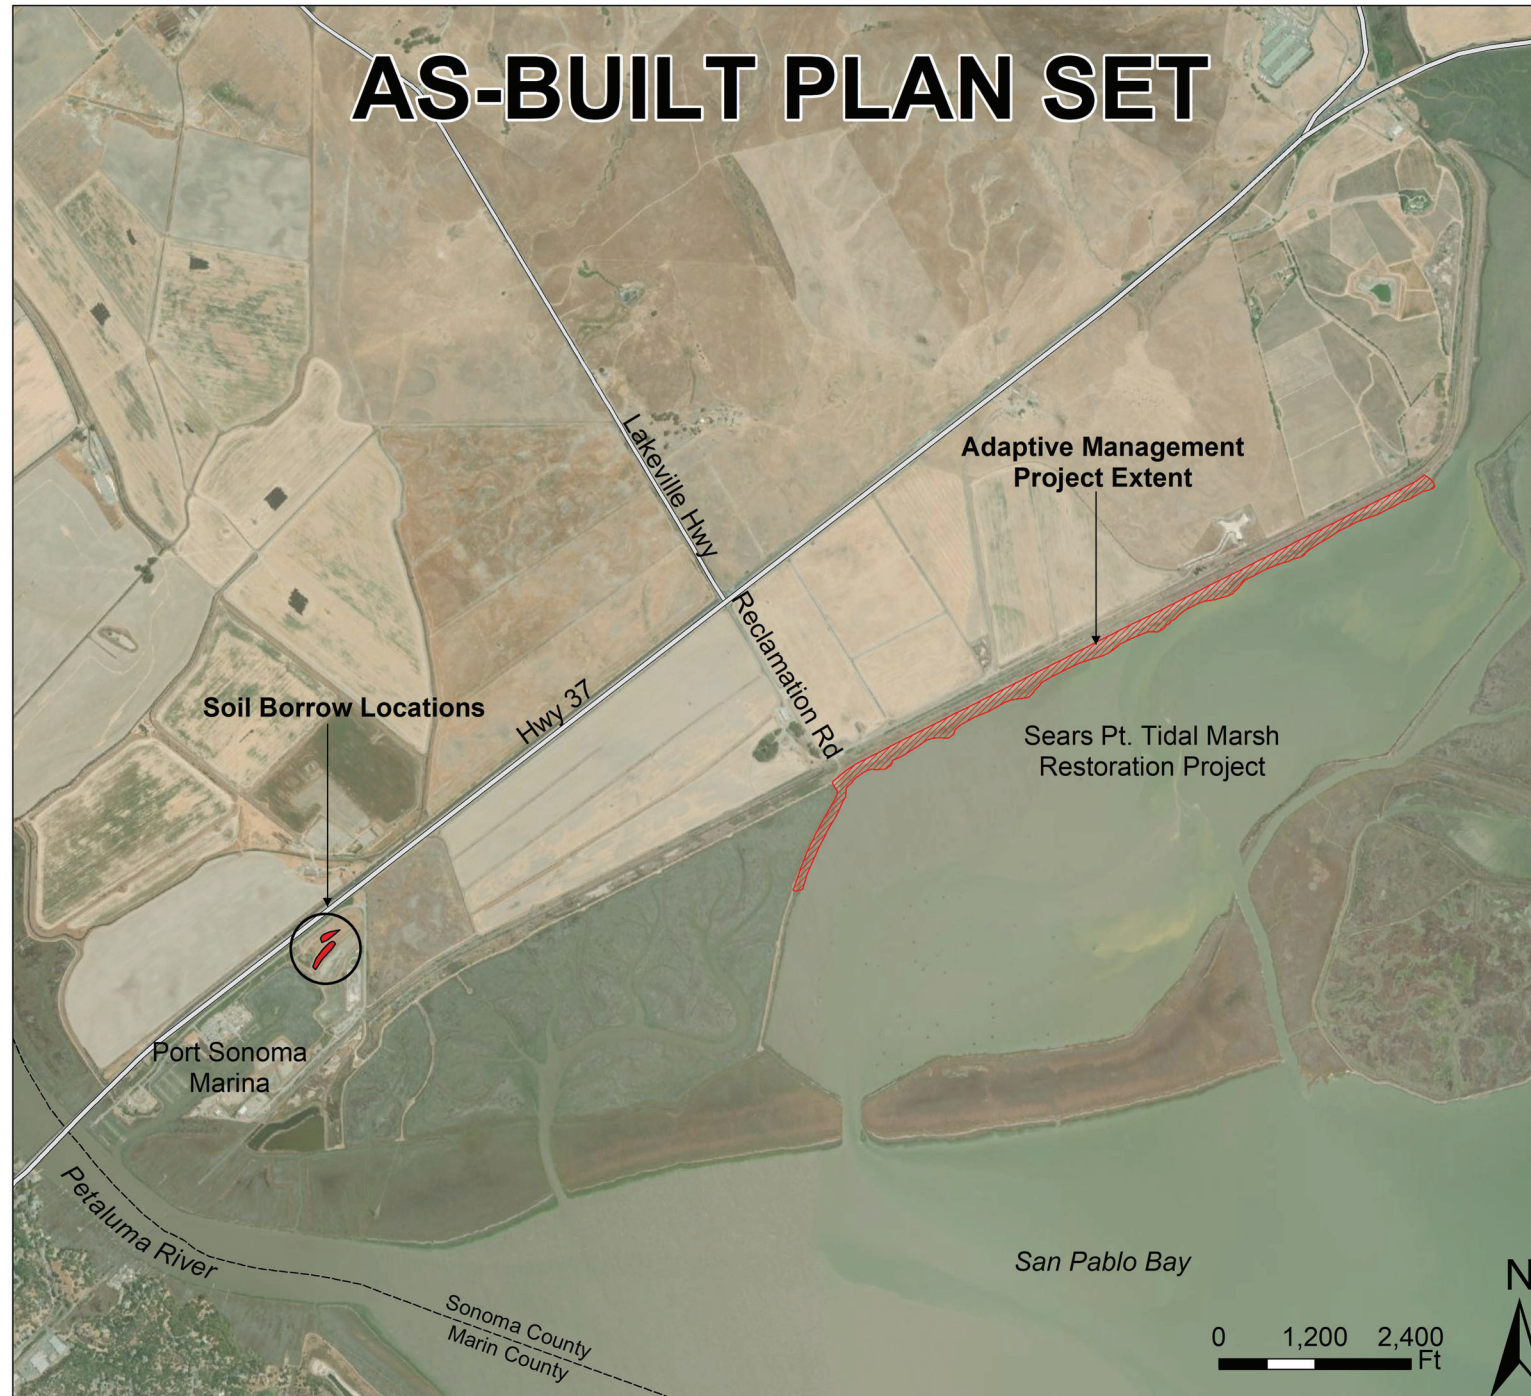 AS-BUILT PLAN SET
Adaptive Management
Project Extent
Lakeville Hwy
Reclamation Rd
Hwy 37
Soil Borrow Locations
Sears Pt. Tidal Marsh
Restoration Project
Port Sonoma
Marina
Petaluma River
San Pablo Bay
Sonoma County
Marin County
N
0 1,200 2,400
Ft